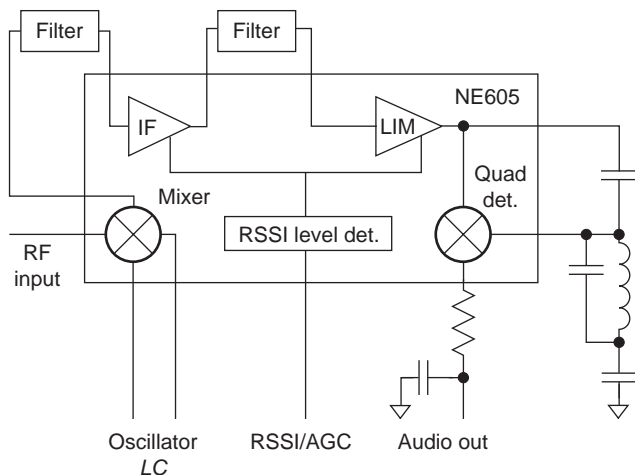 Filter
Filter
NE605
IF
LIM
Mixer
Quad
det.
RSSI level det.
RF
input
Oscillator
LC
RSSI/AGC
Audio out